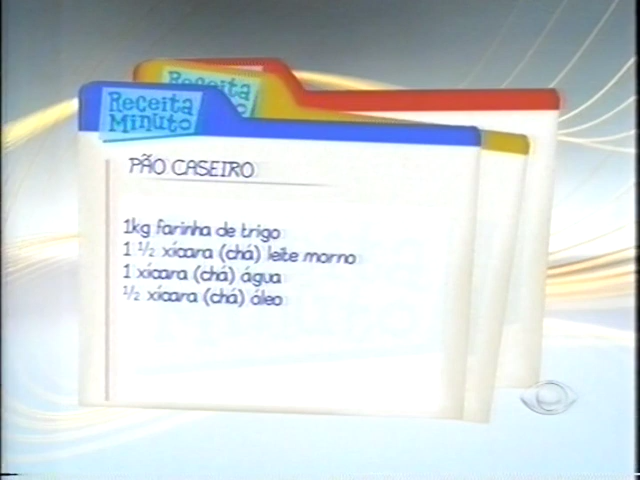 Receita
Receita
Minuto
PÃO CASEIRO
1kg farinha de trigo
1 ½ xícara (chá) leite morno
1 xícara (chá) água
½ xícara (chá) óleo